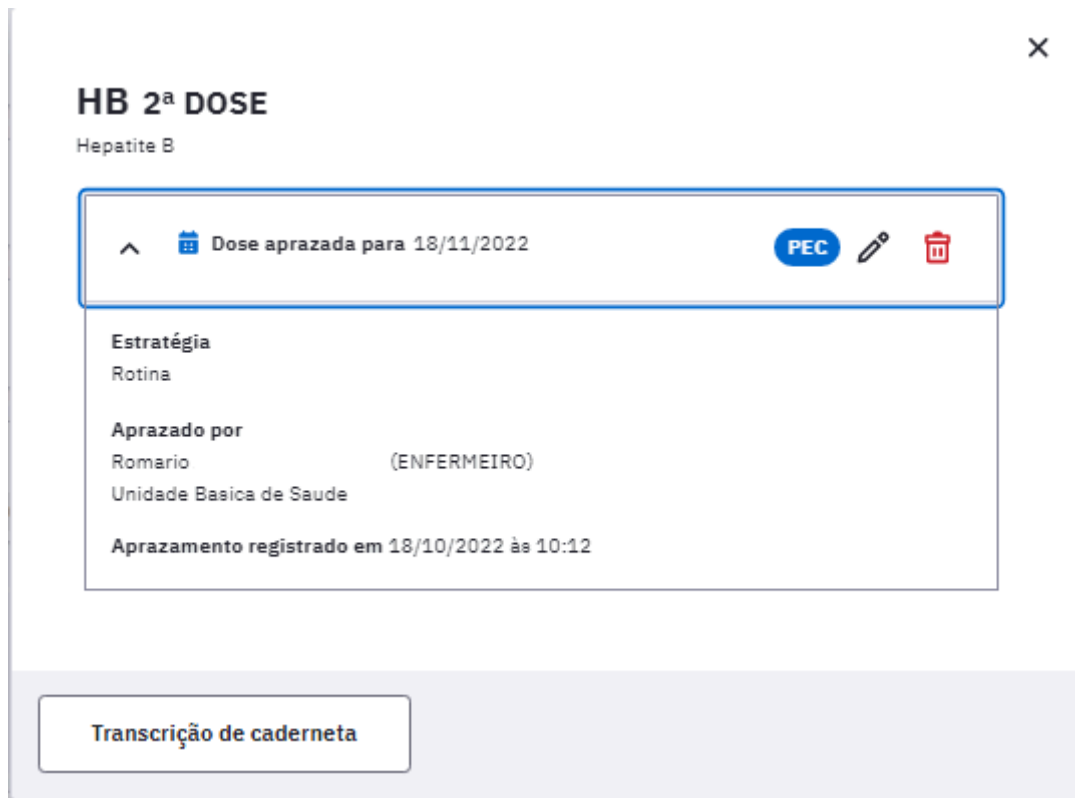 HB 2ª DOSE
Hepatite B
Dose aprazada para 18/11/2022 PEC
Estratégia
Rotina
Aprazado por
Romario (ENFERMEIRO)
Unidade Basica de Saude
Aprazamento registrado em 18/10/2022 às 10:12
Transcrição de caderneta